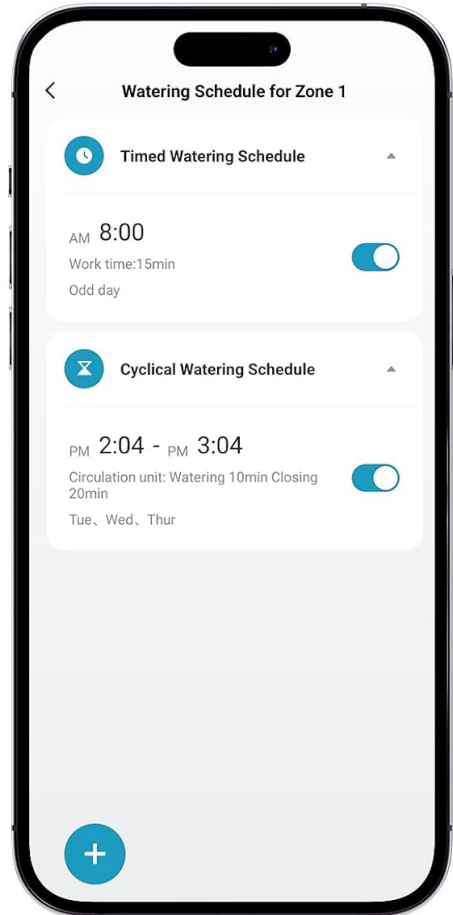 Watering Schedule for Zone 1
Timed Watering Schedule
AM 8:00
Work time:15min
Odd day
Cyclical Watering Schedule
PM 2:04 - PM 3:04
Circulation unit: Watering 10min Closing
20min
Tue、Wed、Thur